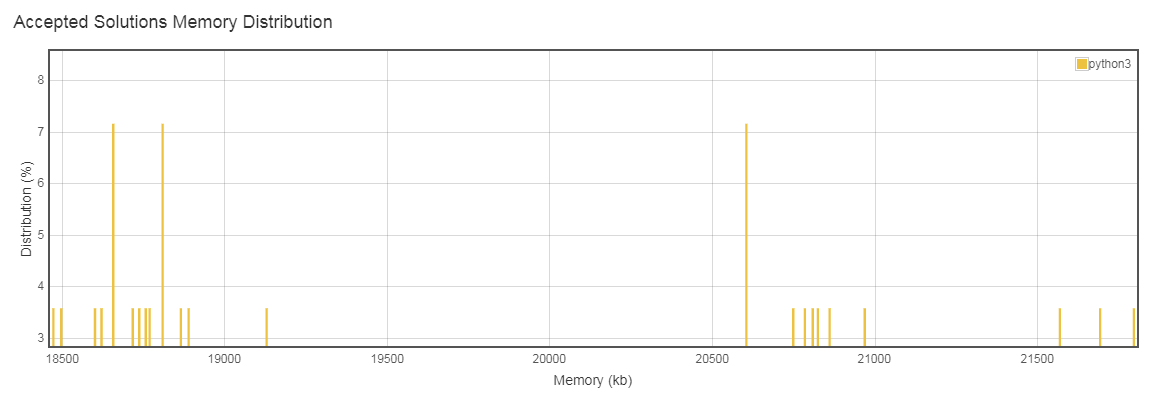 Accepted Solutions Memory Distribution
python3
8
7
6
5
4
3
Distribution (%)
18500 19000 19500 20000 20500 21000 21500
Memory (kb)